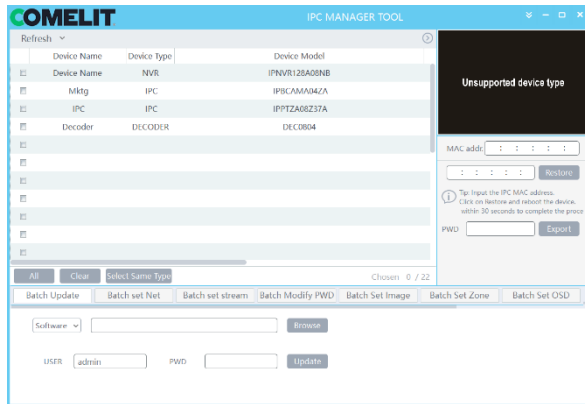 COMELIT
IPC MANAGER TOOL
Refresh
Device Name Device Type Device Model
Device Name NVR IPNVR128A08NB
Mktg IPC IPBCAMA04ZA
IPC IPC IPPTZA08Z37A
Decoder DECODER DEC0804
Unsupported device type
MAC addr. : : : : :
: : : : : Restore
Tip: Input the IPC MAC address.
Click on Restore and reboot the device.
within 30 seconds to complete the proce
PWD Export
All Clear Select Same Type Chosen 0 / 22
Batch Update Batch set Net Batch set stream Batch Modify PWD Batch Set Image Batch Set Zone Batch Set OSD
Software Browse
USER admin PWD Update